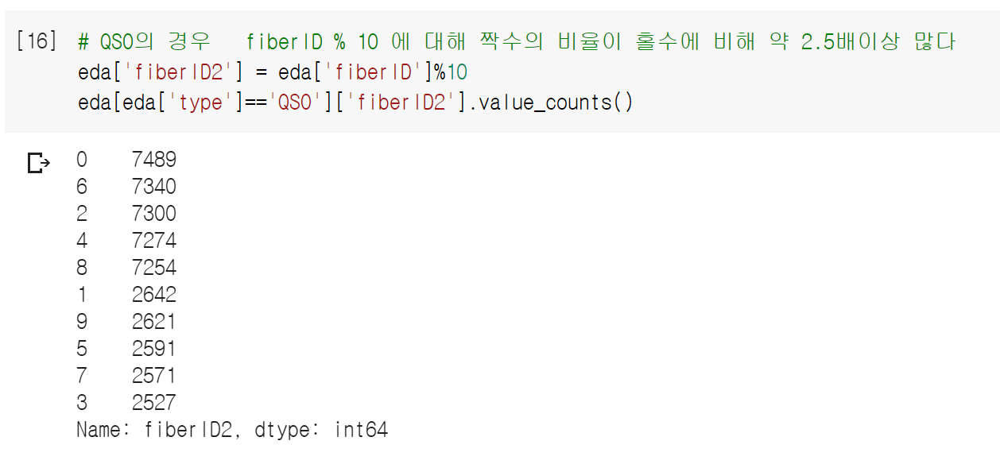 [16] # QSO의 경우   fiberID % 10 에 대해 짝수의 비율이 홀수에 비해 약 2.5배이상 많다
eda['fiberID2'] = eda['fiberID']%10
eda[eda['type']=='QSO']['fiberID2'].value_counts()
0    7489
6    7340
2    7300
4    7274
8    7254
1    2642
9    2621
5    2591
7    2571
3    2527
Name: fiberID2, dtype: int64